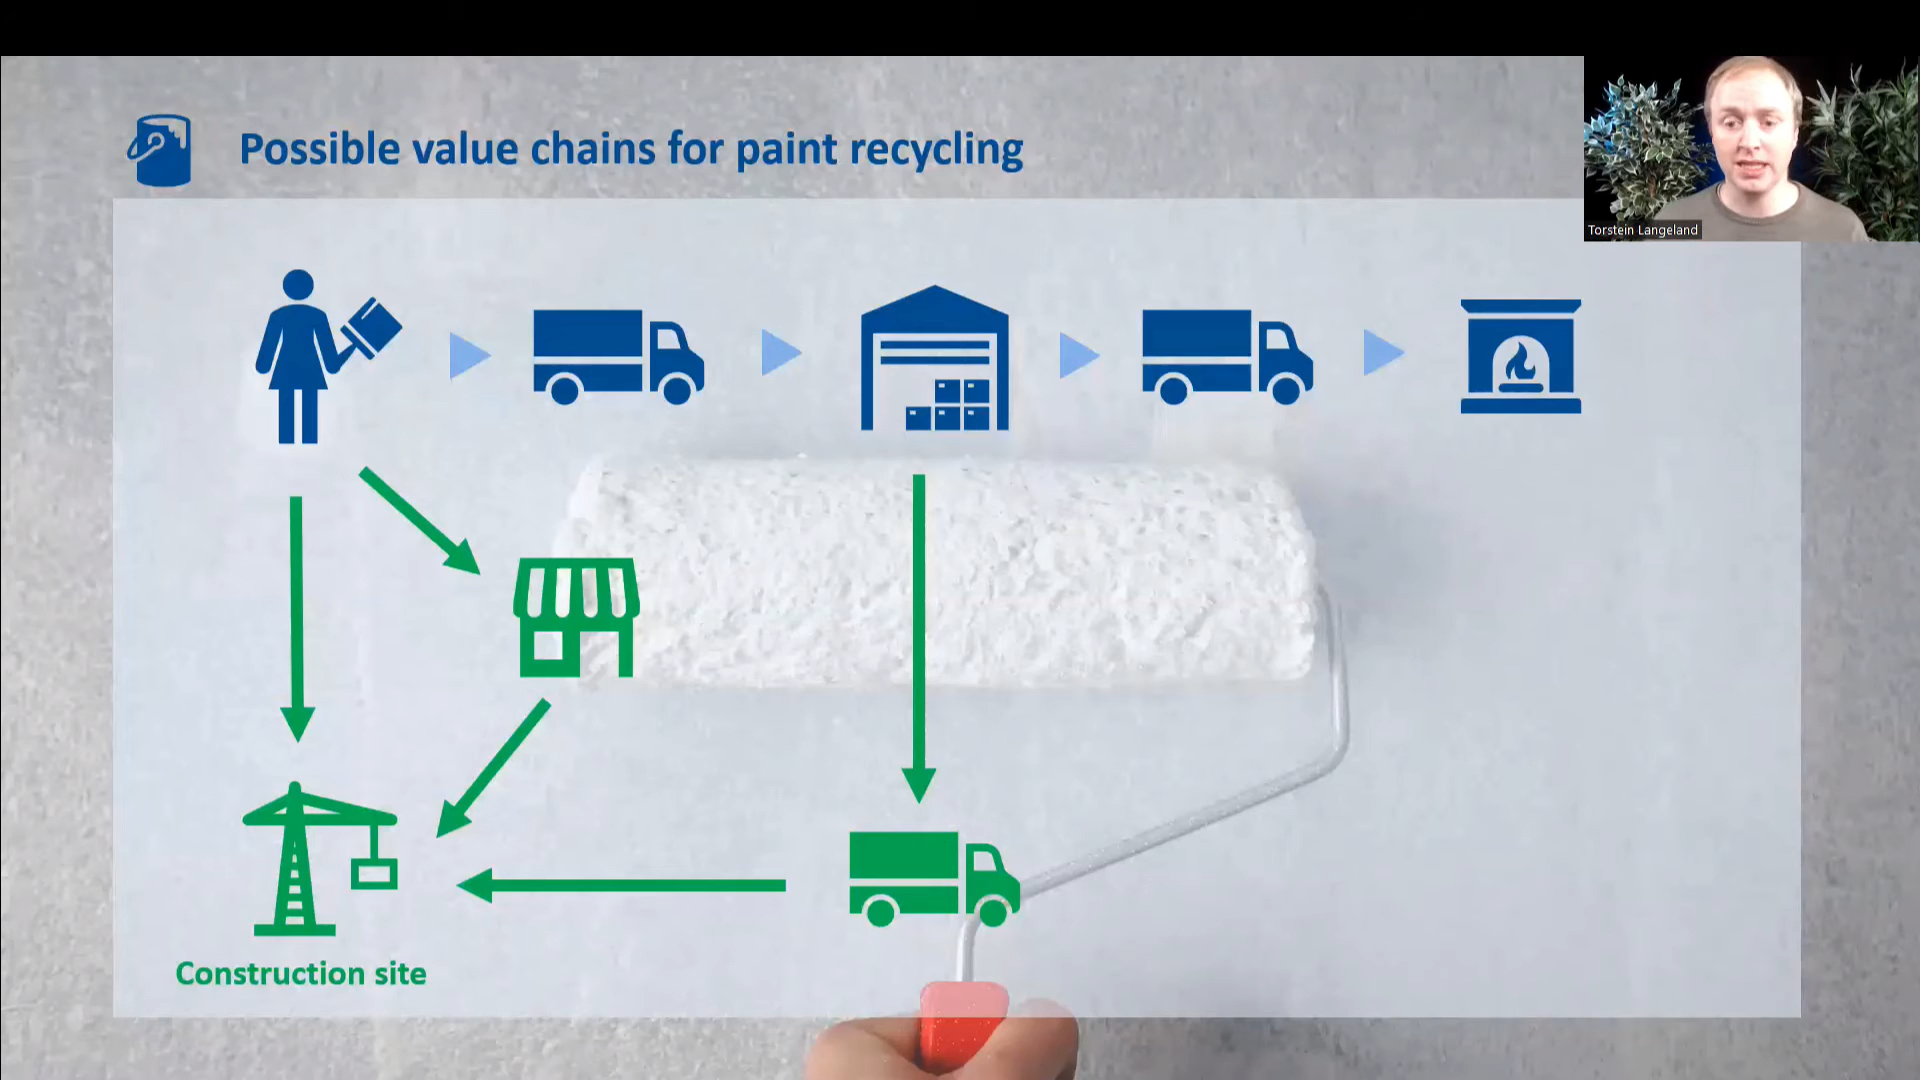 Possible value chains for paint recycling
Torstein Langeland
Construction site